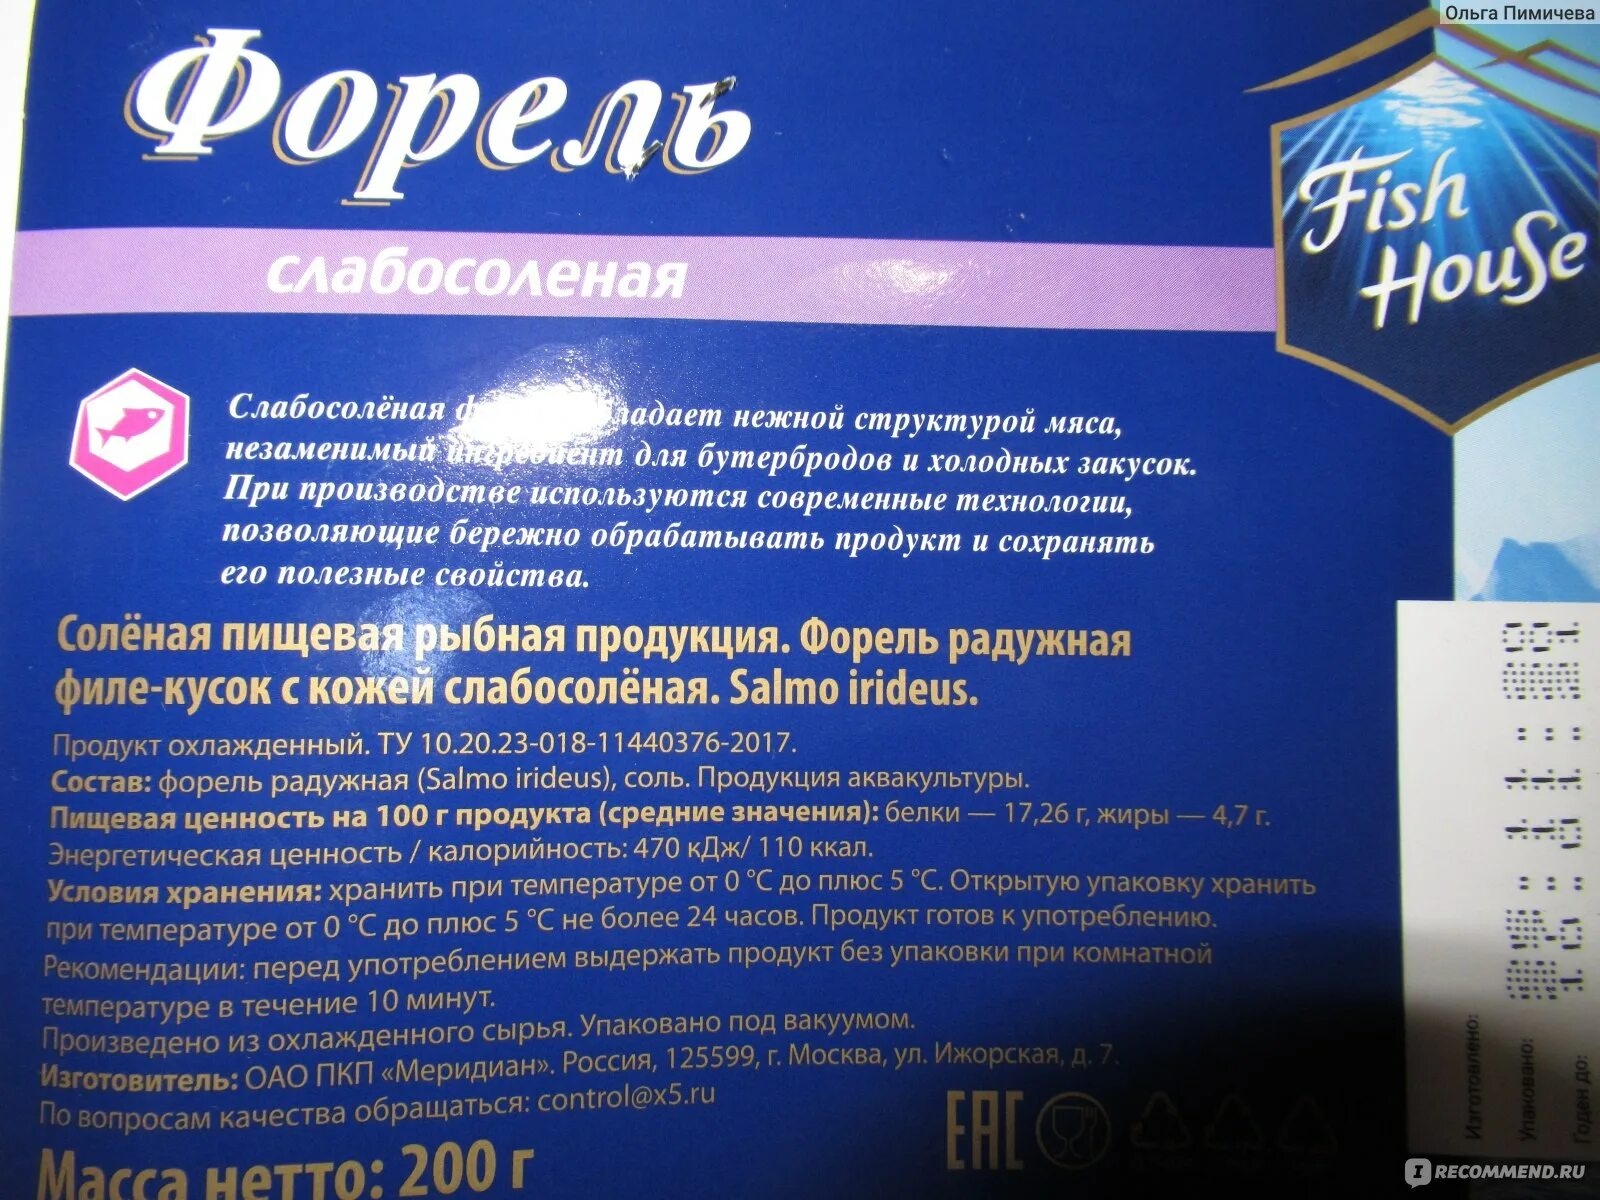 Ольга Пимичева
Форель
Fish
House
слабосоленая
Слабосолёная нежной структурой мяса,
незаменимый ингредиент для бутербродов и холодных закусок.
При производстве используются современные технологии,
позволяющие бережно обрабатывать продукт и сохранять
его полезные свойства.
Солёная пищевая рыбная продукция. Форель радужная
филе-кусок с кожей слабосолёная. Salmo irideus.
Продукт охлажденный. ТУ 10.20.23-018-11440376-2017.
Состав: форель радужная (Salmo irideus), соль. Продукция аквакультуры.
Пищевая ценность на 100 г продукта (средние значения): белки — 17,26 г, жиры — 4,7 г.
Энергетическая ценность / калорийность: 470 кДж/ 110 ккал.
Условия хранения: хранить при температуре от 0 °С до плюс 5 °С. Открытую упаковку хранить
при температуре от 0 °С до плюс 5 °С не более 24 часов. Продукт готов к употреблению.
Рекомендации: перед употреблением выдержать продукт без упаковки при комнатной
температуре в течение 10 минут.
Произведено из охлажденного сырья. Упаковано под вакуумом.
Изготовитель: ОАО ПКП «Меридиан». Россия, 125599, г. Москва, ул. Ижорская, д. 7.
По вопросам качества обращаться: control@x5.ru
Масса нетто: 200 г
EAC
Изготовлено:
Упаковано:
Годен до:
IRECOMMEND.RU